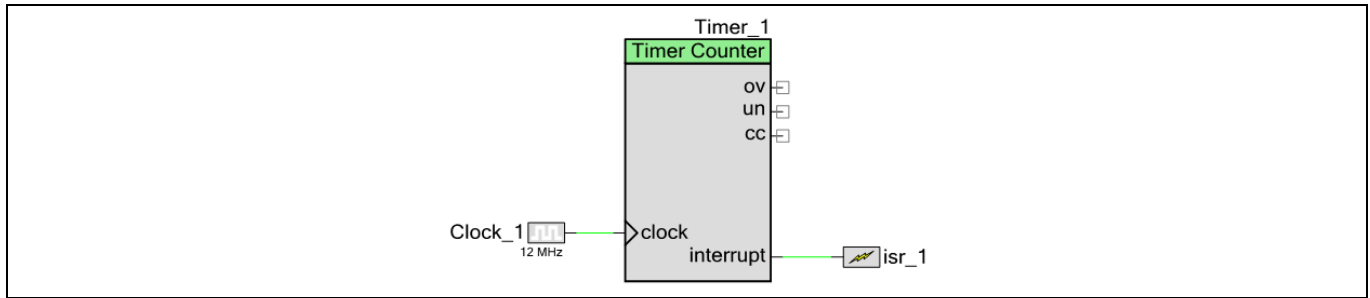 Timer_1
Timer Counter
ov
un
cc
Clock_1
12 MHz
clock
interrupt
isr_1